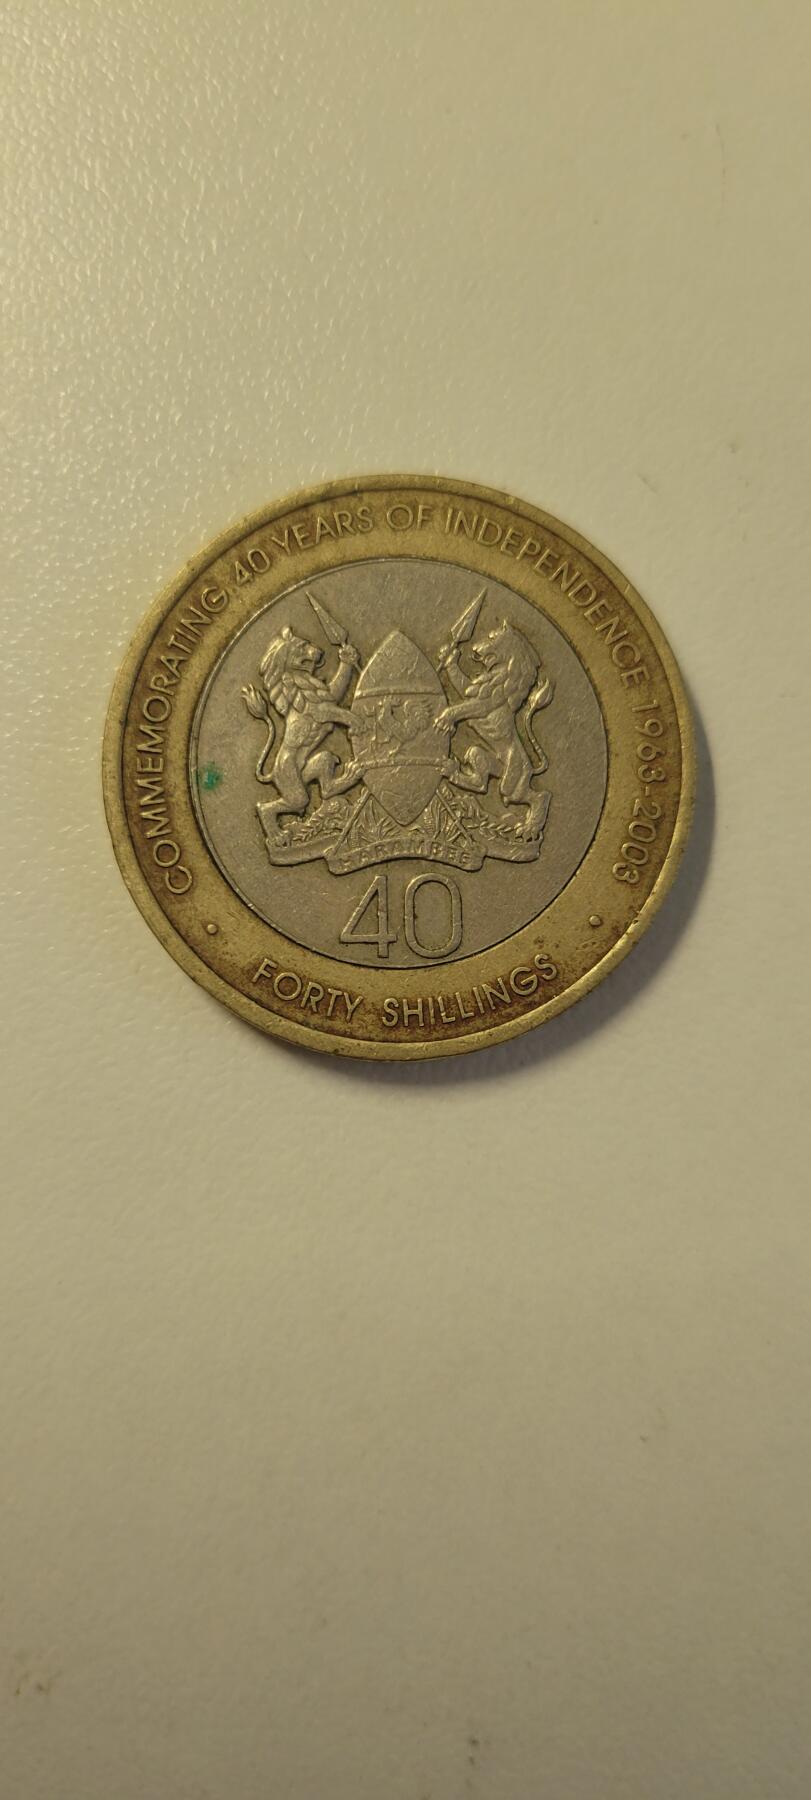 COMMEMORATING 40 YEARS OF INDEPENDENCE 1963-2003
HARAMBEE
40
FORTY SHILLINGS